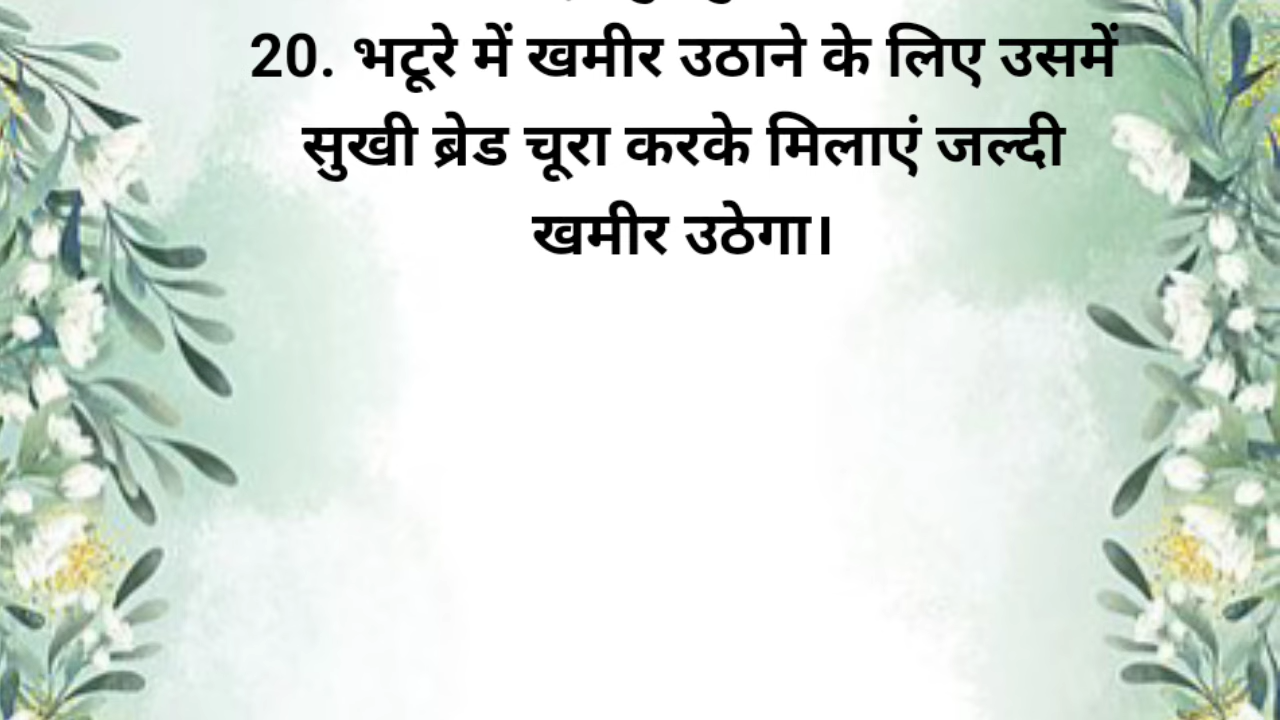 20. भटूरे में खमीर उठाने के लिए उसमें
सुखी ब्रेड चूरा करके मिलाएं जल्दी
खमीर उठेगा।